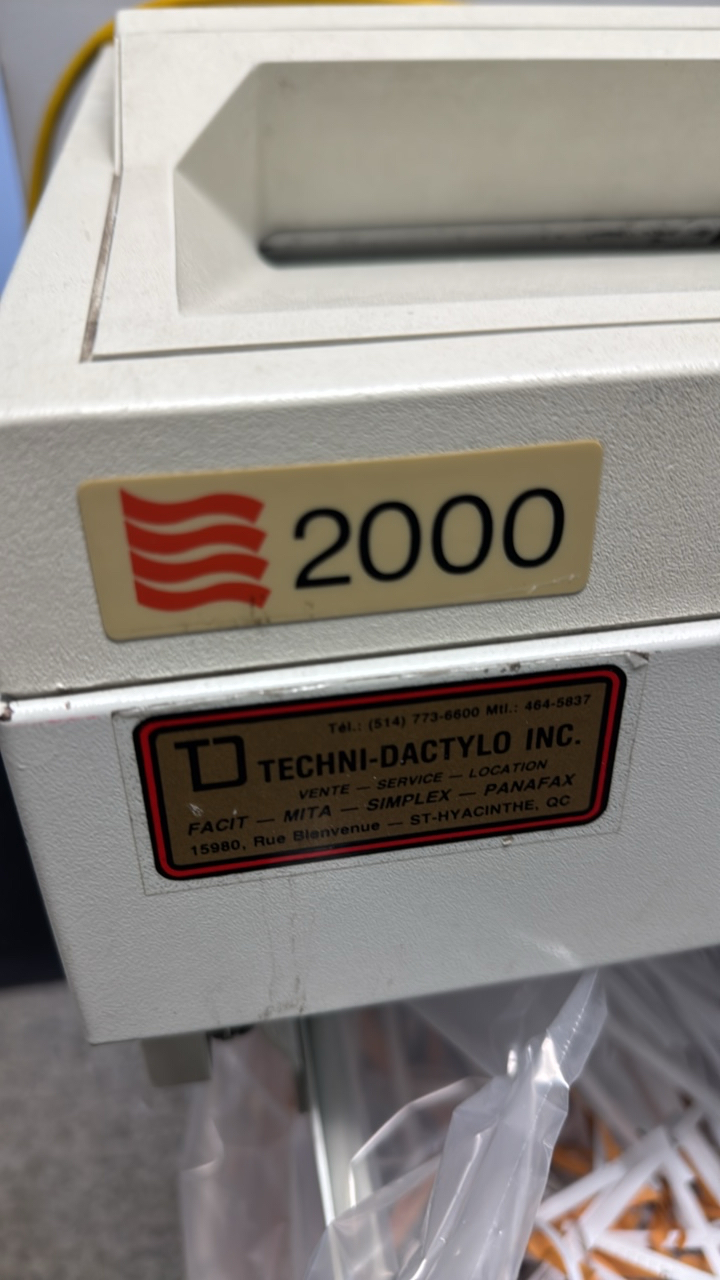 2000
Tél.: (514) 773-6600 Mtl.: 464-5837
TD TECHNI-DACTYLO INC.
VENTE — SERVICE — LOCATION
FACIT — MITA — SIMPLEX — PANAFAX
15980, Rue Bienvenue — ST-HYACINTHE, QC